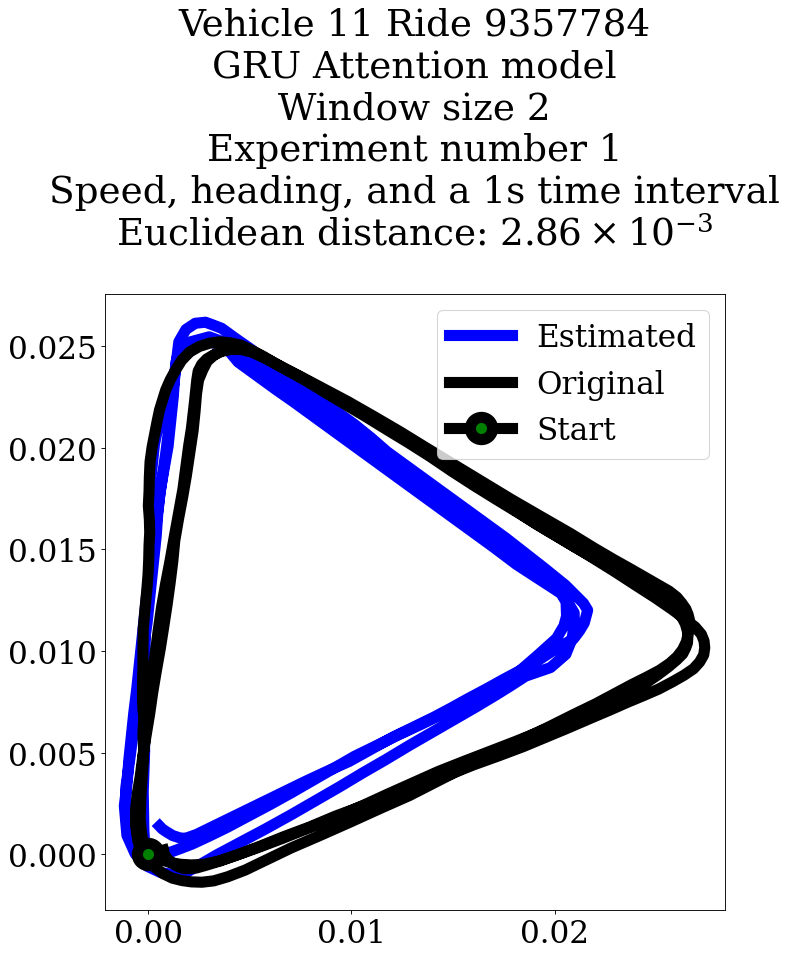 Vehicle 11 Ride 9357784
GRU Attention model
Window size 2
Experiment number 1
Speed, heading, and a 1s time interval
Euclidean distance: 2.86 × 10⁻³
Estimated
Original
Start
0.025
0.020
0.015
0.010
0.005
0.000
0.00 0.01 0.02